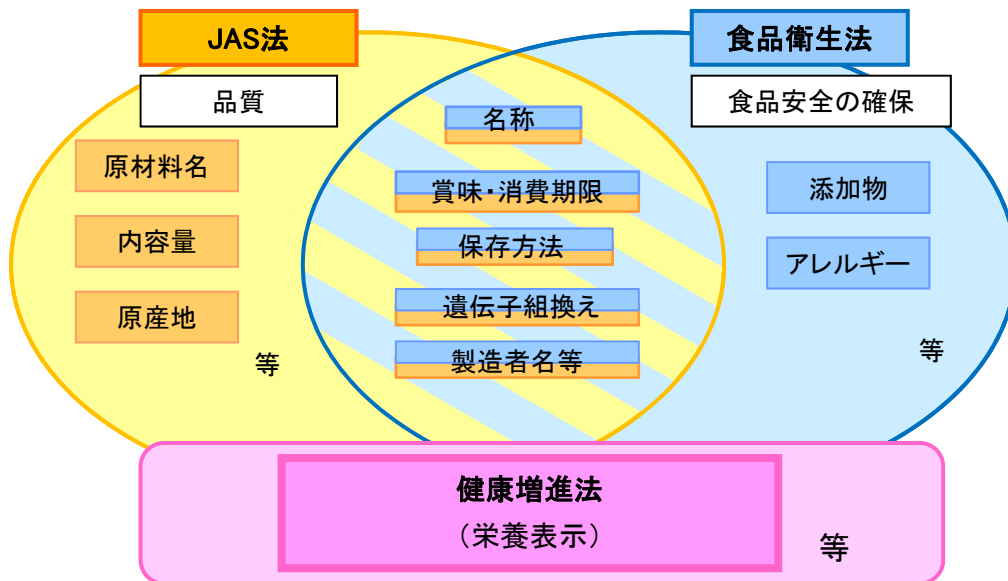 JAS法
品質
原材料名
内容量
原産地
等
名称
賞味・消費期限
保存方法
遺伝子組換え
製造者名等
食品衛生法
食品安全の確保
添加物
アレルギー
等
健康増進法
(栄養表示)
等